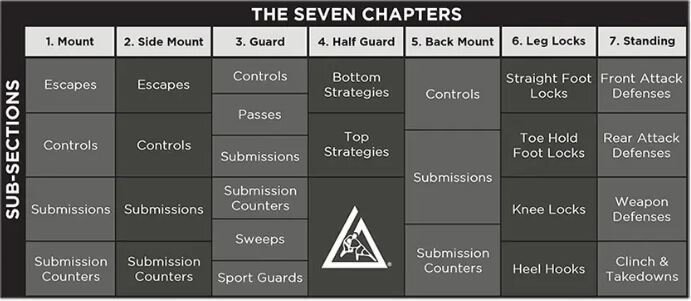 THE SEVEN CHAPTERS
SUB-SECTIONS
1. Mount
2. Side Mount
3. Guard
4. Half Guard
5. Back Mount
6. Leg Locks
7. Standing
Escapes
Controls
Submissions
Submission
Counters
Escapes
Controls
Submissions
Submission
Counters
Controls
Passes
Submissions
Submission
Counters
Sweeps
Sport Guards
Bottom
Strategies
Top
Strategies
Controls
Submissions
Submission
Counters
Straight Foot
Locks
Toe Hold
Foot Locks
Knee Locks
Heel Hooks
Front Attack
Defenses
Rear Attack
Defenses
Weapon
Defenses
Clinch &
Takedowns
®